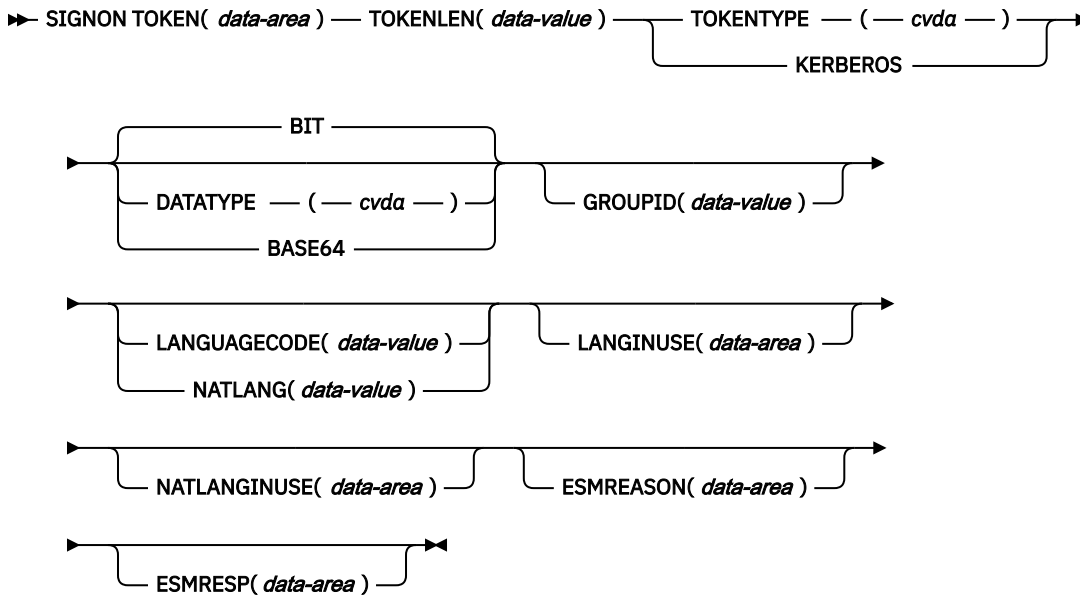 SIGNON TOKEN( data-area ) TOKENLEN( data-value ) TOKENTYPE ( cvda )
KERBEROS
BIT
DATATYPE ( cvda )
BASE64
GROUPID( data-value )
LANGUAGECODE( data-value )
NATLANG( data-value )
LANGINUSE( data-area )
NATLANGINUSE( data-area )
ESMREASON( data-area )
ESMRESP( data-area )